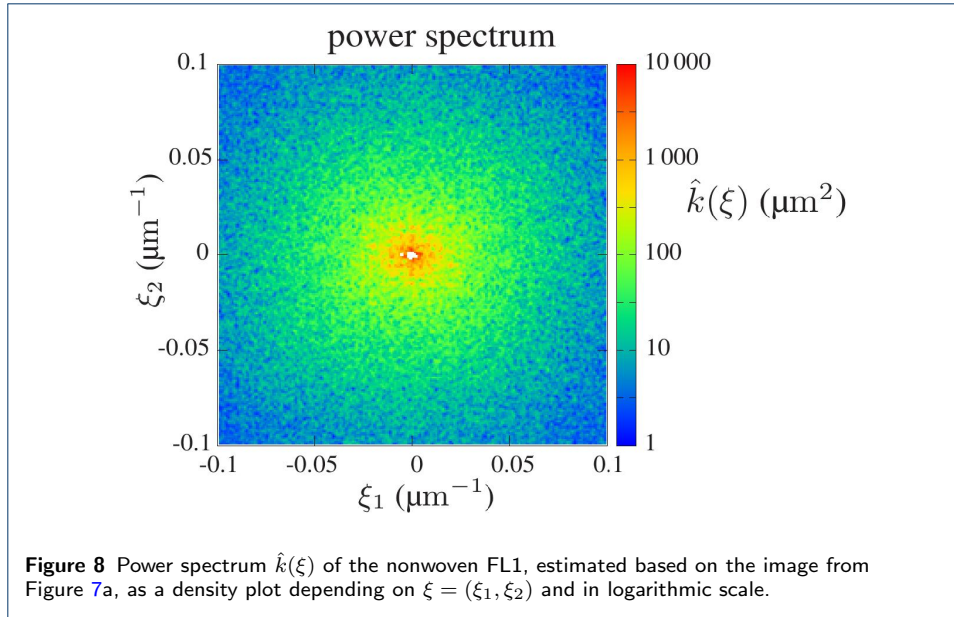 power spectrum
0.1
0.05
0
-0.05
-0.1
ξ2 (μm−1)
-0.1
-0.05
0
0.05
0.1
ξ1 (μm−1)
10 000
1 000
100
10
1
k̂(ξ) (μm2)
Figure 8 Power spectrum k̂(ξ) of the nonwoven FL1, estimated based on the image from
Figure 7a, as a density plot depending on ξ = (ξ1, ξ2) and in logarithmic scale.